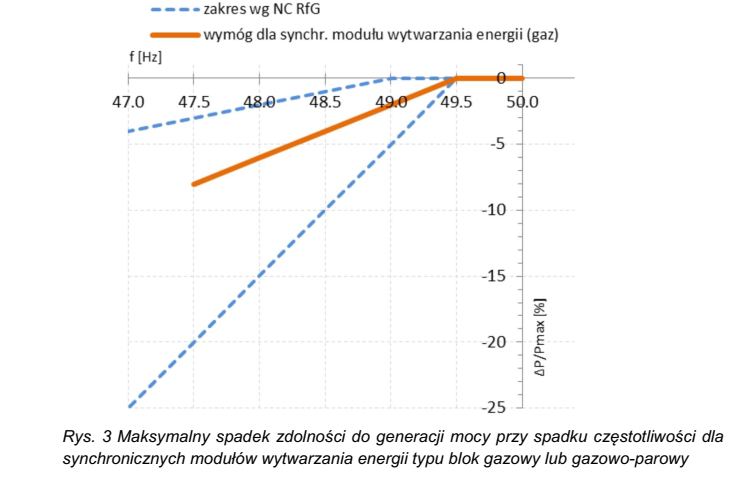 zakres wg NC RfG
wymóg dla synchr. modułu wytwarzania energii (gaz)
f [Hz]
0
47.0 47.5 48.0 48.5 49.0 49.5 50.0
-5
-10
-15
-20
-25
ΔP/Pmax [%]
Rys. 3 Maksymalny spadek zdolności do generacji mocy przy spadku częstotliwości dla
synchronicznych modułów wytwarzania energii typu blok gazowy lub gazowo-parowy